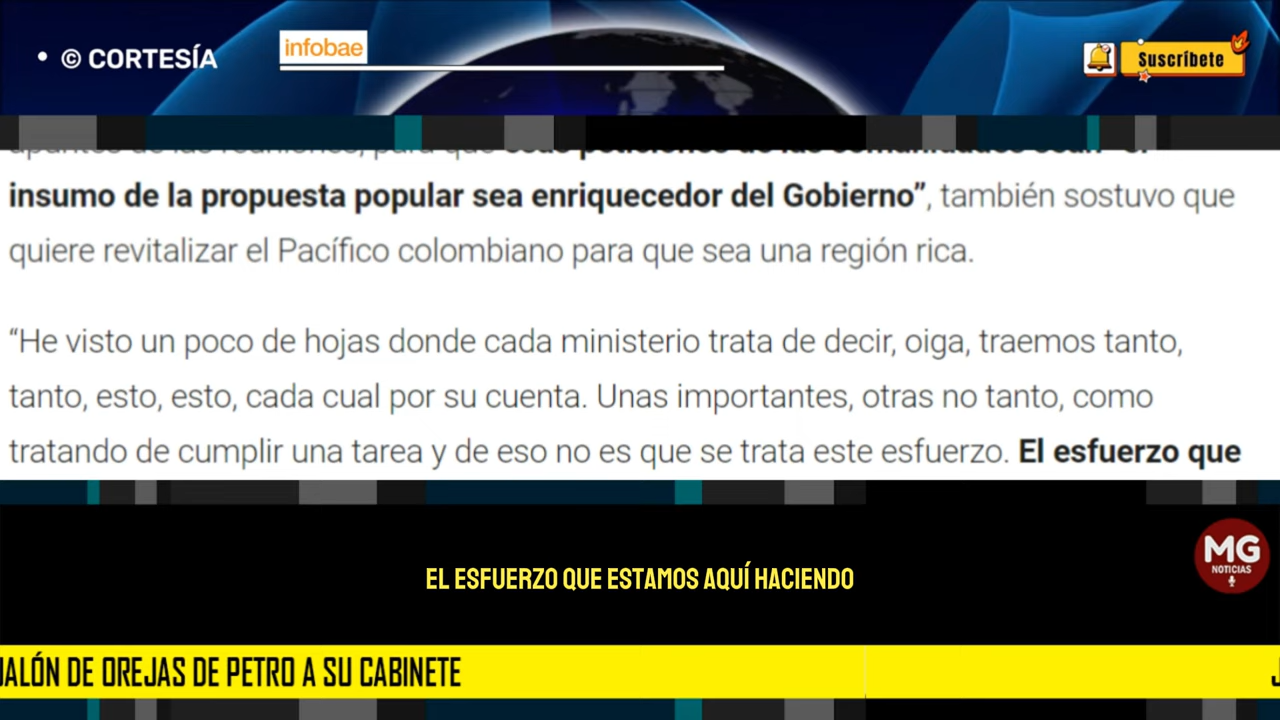 • © CORTESÍA
infobae
Suscríbete
insumo de la propuesta popular sea enriquecedor del Gobierno”, también sostuvo que
quiere revitalizar el Pacífico colombiano para que sea una región rica.
“He visto un poco de hojas donde cada ministerio trata de decir, oiga, traemos tanto,
tanto, esto, esto, cada cual por su cuenta. Unas importantes, otras no tanto, como
tratando de cumplir una tarea y de eso no es que se trata este esfuerzo. El esfuerzo que
MG
NOTICIAS
EL ESFUERZO QUE ESTAMOS AQUÍ HACIENDO
JALÓN DE OREJAS DE PETRO A SU CABINETE